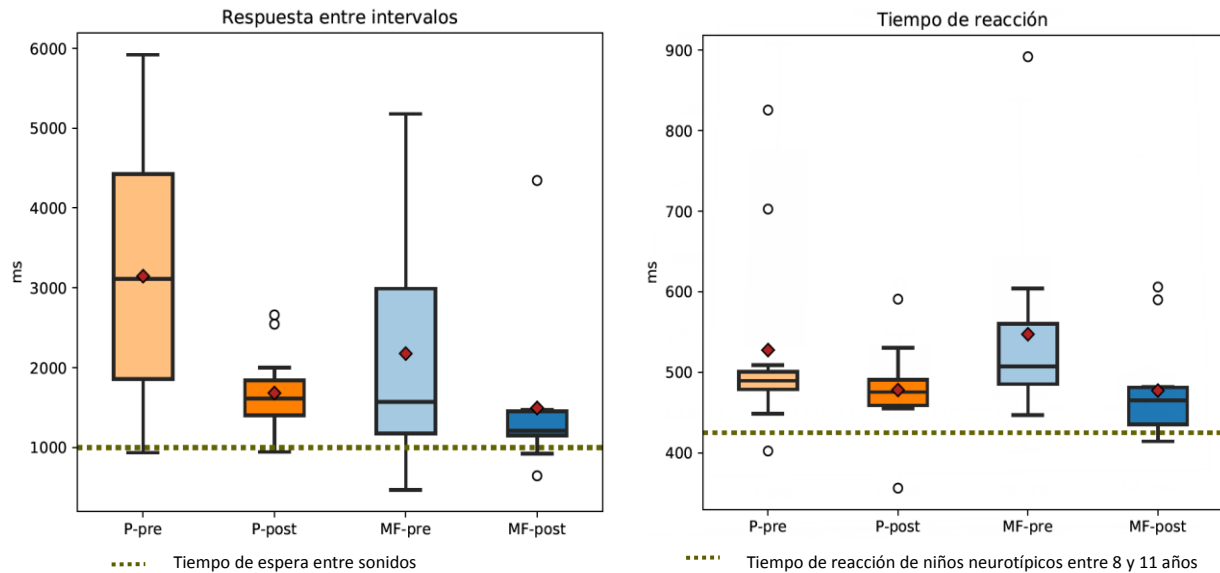 Respuesta entre intervalos
6000
5000
4000
3000
2000
1000
ms
P-pre
P-post
MF-pre
MF-post
Tiempo de espera entre sonidos
Tiempo de reacción
900
800
700
600
500
400
ms
P-pre
P-post
MF-pre
MF-post
Tiempo de reacción de niños neurotípicos entre 8 y 11 años